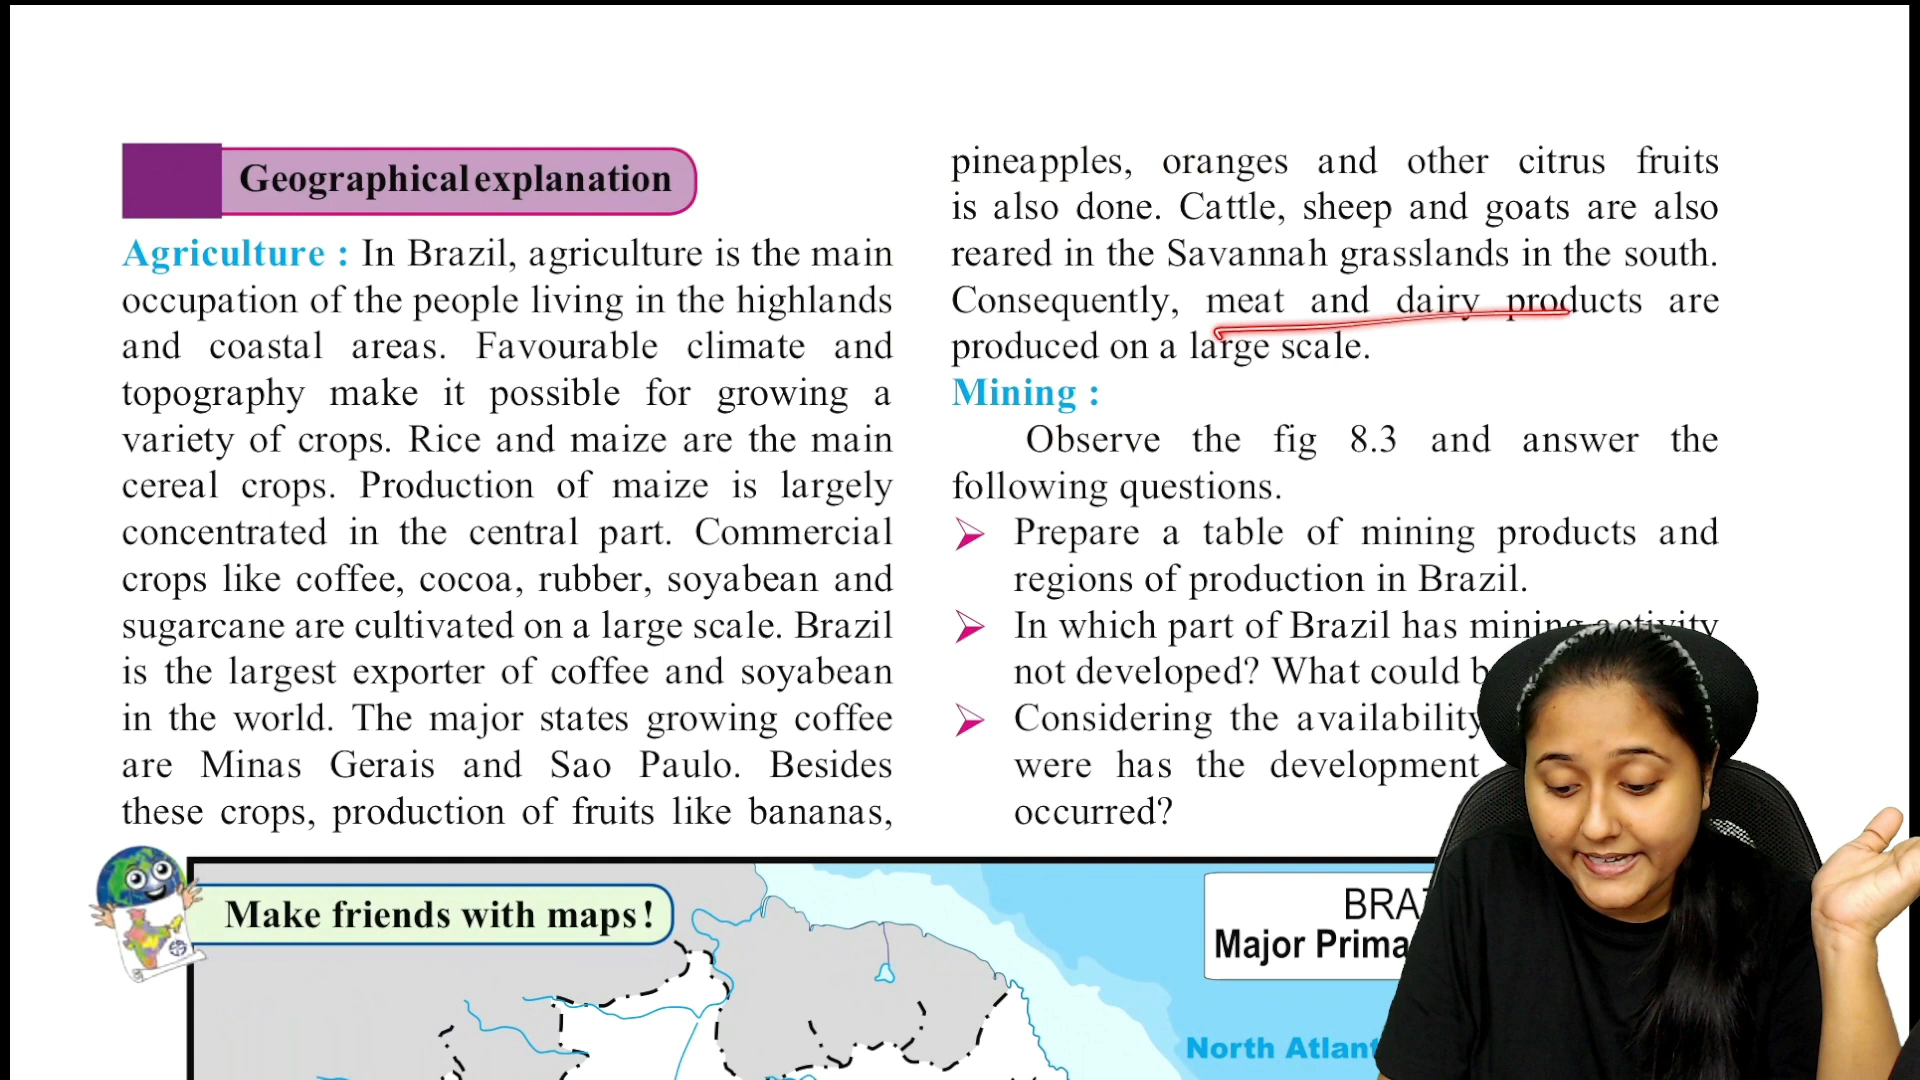 Geographical explanation
Agriculture : In Brazil, agriculture is the main
occupation of the people living in the highlands
and coastal areas. Favourable climate and
topography make it possible for growing a
variety of crops. Rice and maize are the main
cereal crops. Production of maize is largely
concentrated in the central part. Commercial
crops like coffee, cocoa, rubber, soyabean and
sugarcane are cultivated on a large scale. Brazil
is the largest exporter of coffee and soyabean
in the world. The major states growing coffee
are Minas Gerais and Sao Paulo. Besides
these crops, production of fruits like bananas,
pineapples, oranges and other citrus fruits
is also done. Cattle, sheep and goats are also
reared in the Savannah grasslands in the south.
Consequently, meat and dairy products are
produced on a large scale.
Mining :
Observe the fig 8.3 and answer the
following questions.
Prepare a table of mining products and
regions of production in Brazil.
In which part of Brazil has mining activity
not developed? What could
Considering the availability
were has the development
occurred?
Make friends with maps!
BRA
Major Prima
North Atlant